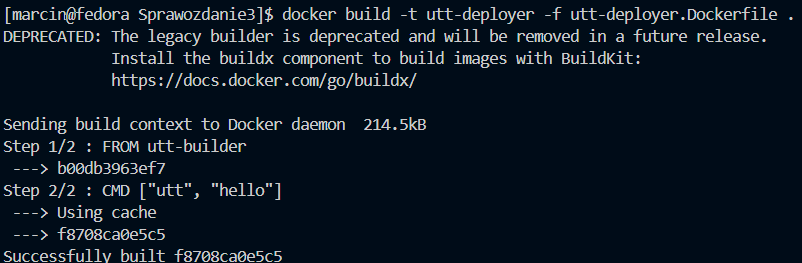 [marcin@fedora Sprawozdanie3]$ docker build -t utt-deployer -f utt-deployer.Dockerfile .
DEPRECATED: The legacy builder is deprecated and will be removed in a future release.
            Install the buildx component to build images with BuildKit:
            https://docs.docker.com/go/buildx/

Sending build context to Docker daemon  214.5kB
Step 1/2 : FROM utt-builder
 ---> b00db3963ef7
Step 2/2 : CMD ["utt", "hello"]
 ---> Using cache
 ---> f8708ca0e5c5
Successfully built f8708ca0e5c5